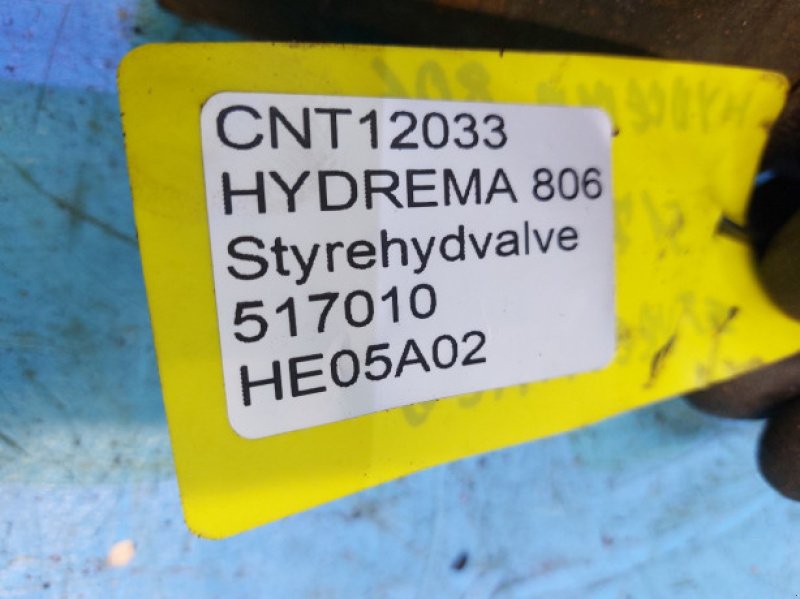 CNT12033
HYDREMA 806
Styrehydvalve
517010
HE05A02